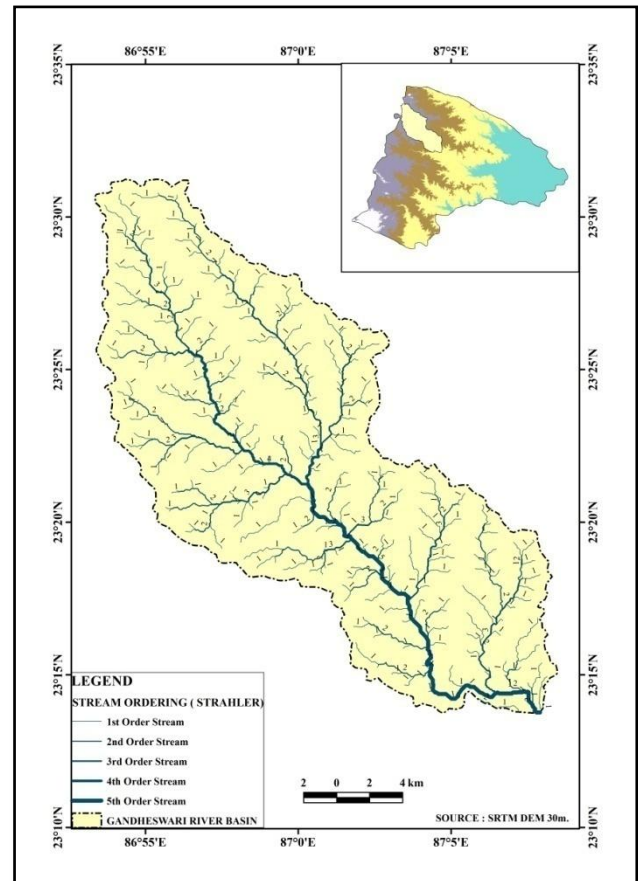 86°55'N 87°0'N 87°5'N
23°35'N 23°35'N
23°30'N 23°30'N
23°25'N 23°25'N
23°20'N 23°20'N
23°15'N 23°15'N
LEGEND
STREAM ORDERING ( STRAHLER)
1st Order Stream
2nd Order Stream
3rd Order Stream
4th Order Stream
5th Order Stream
GANDHESWARI RIVER BASIN
2 0 2 4 km
SOURCE : SRTM DEM 30m.
23°10'N 23°10'N
86°55'N 87°0'N 87°5'N